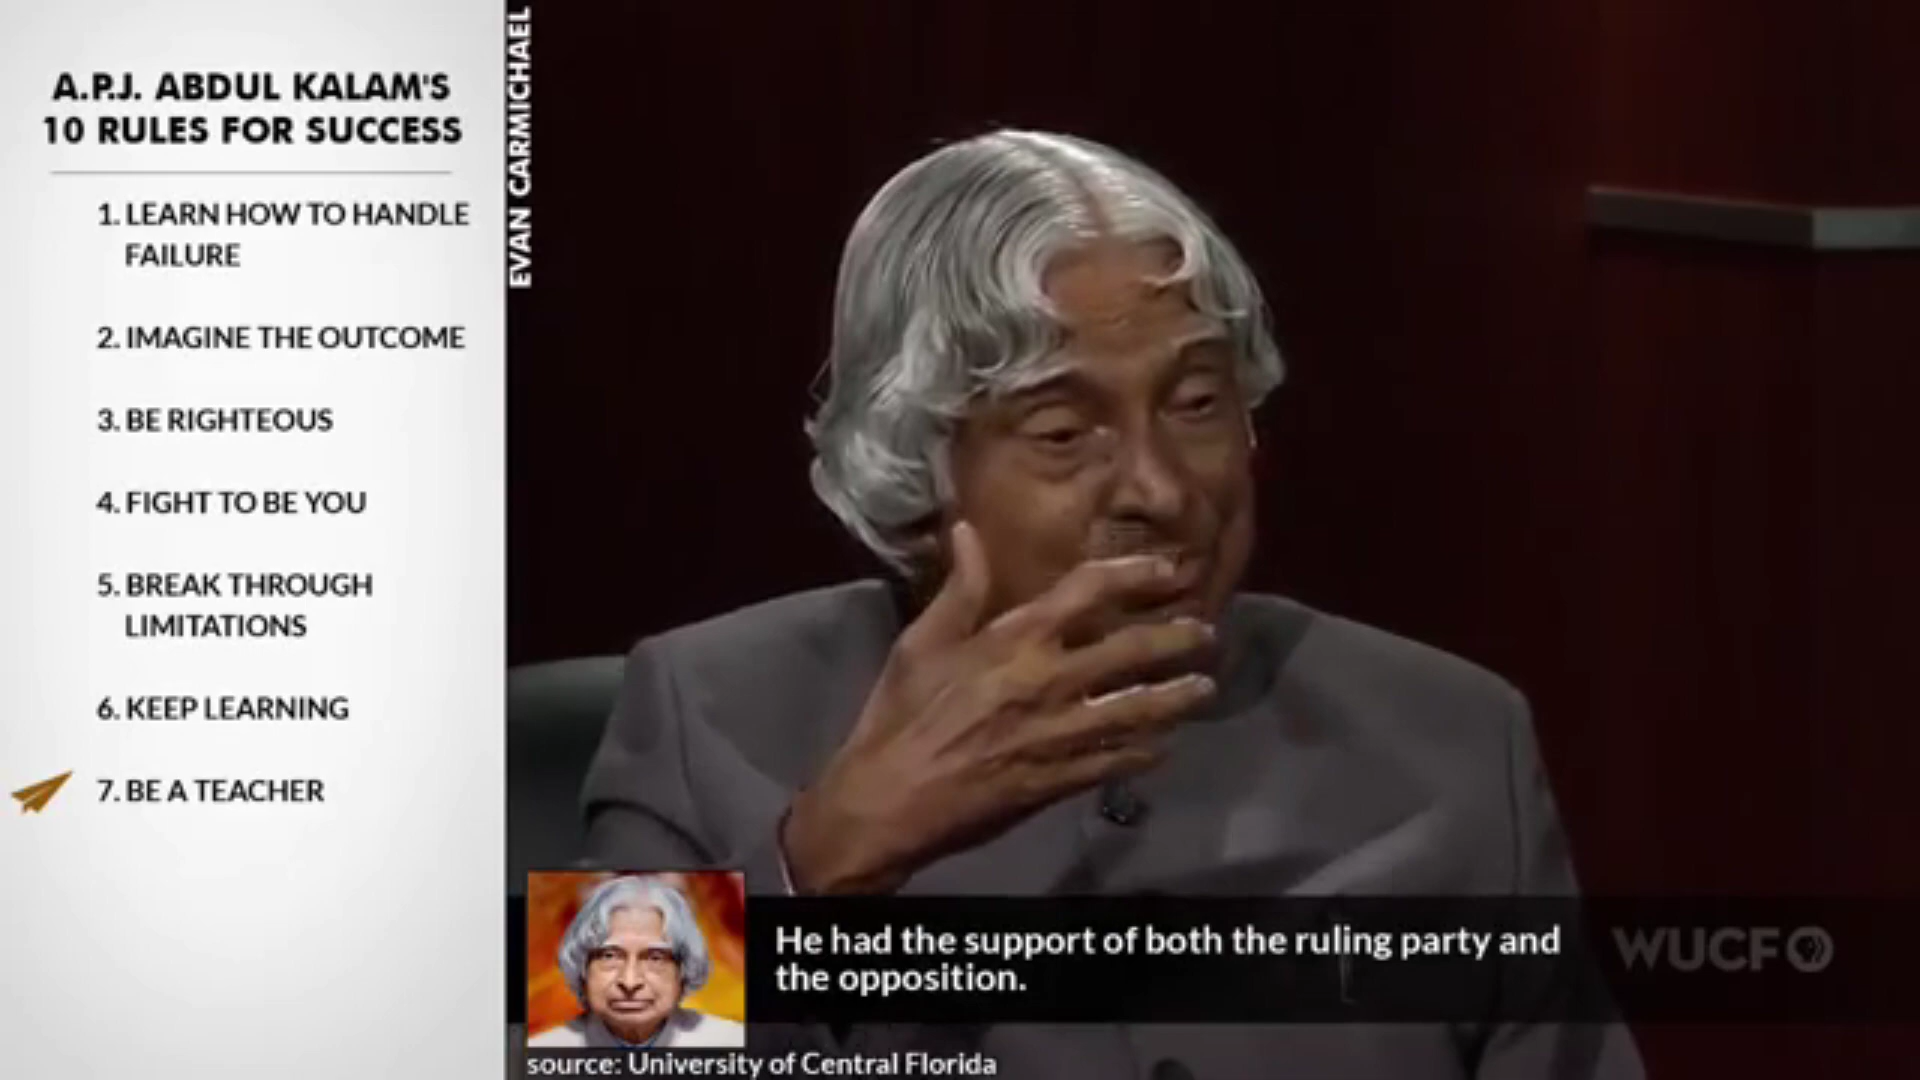 A.P.J. ABDUL KALAM'S
10 RULES FOR SUCCESS
1. LEARN HOW TO HANDLE
FAILURE
2. IMAGINE THE OUTCOME
3. BE RIGHTEOUS
4. FIGHT TO BE YOU
5. BREAK THROUGH
LIMITATIONS
6. KEEP LEARNING
7. BE A TEACHER
EVAN CARMICHAEL
He had the support of both the ruling party and
the opposition.
WUCF
source: University of Central Florida